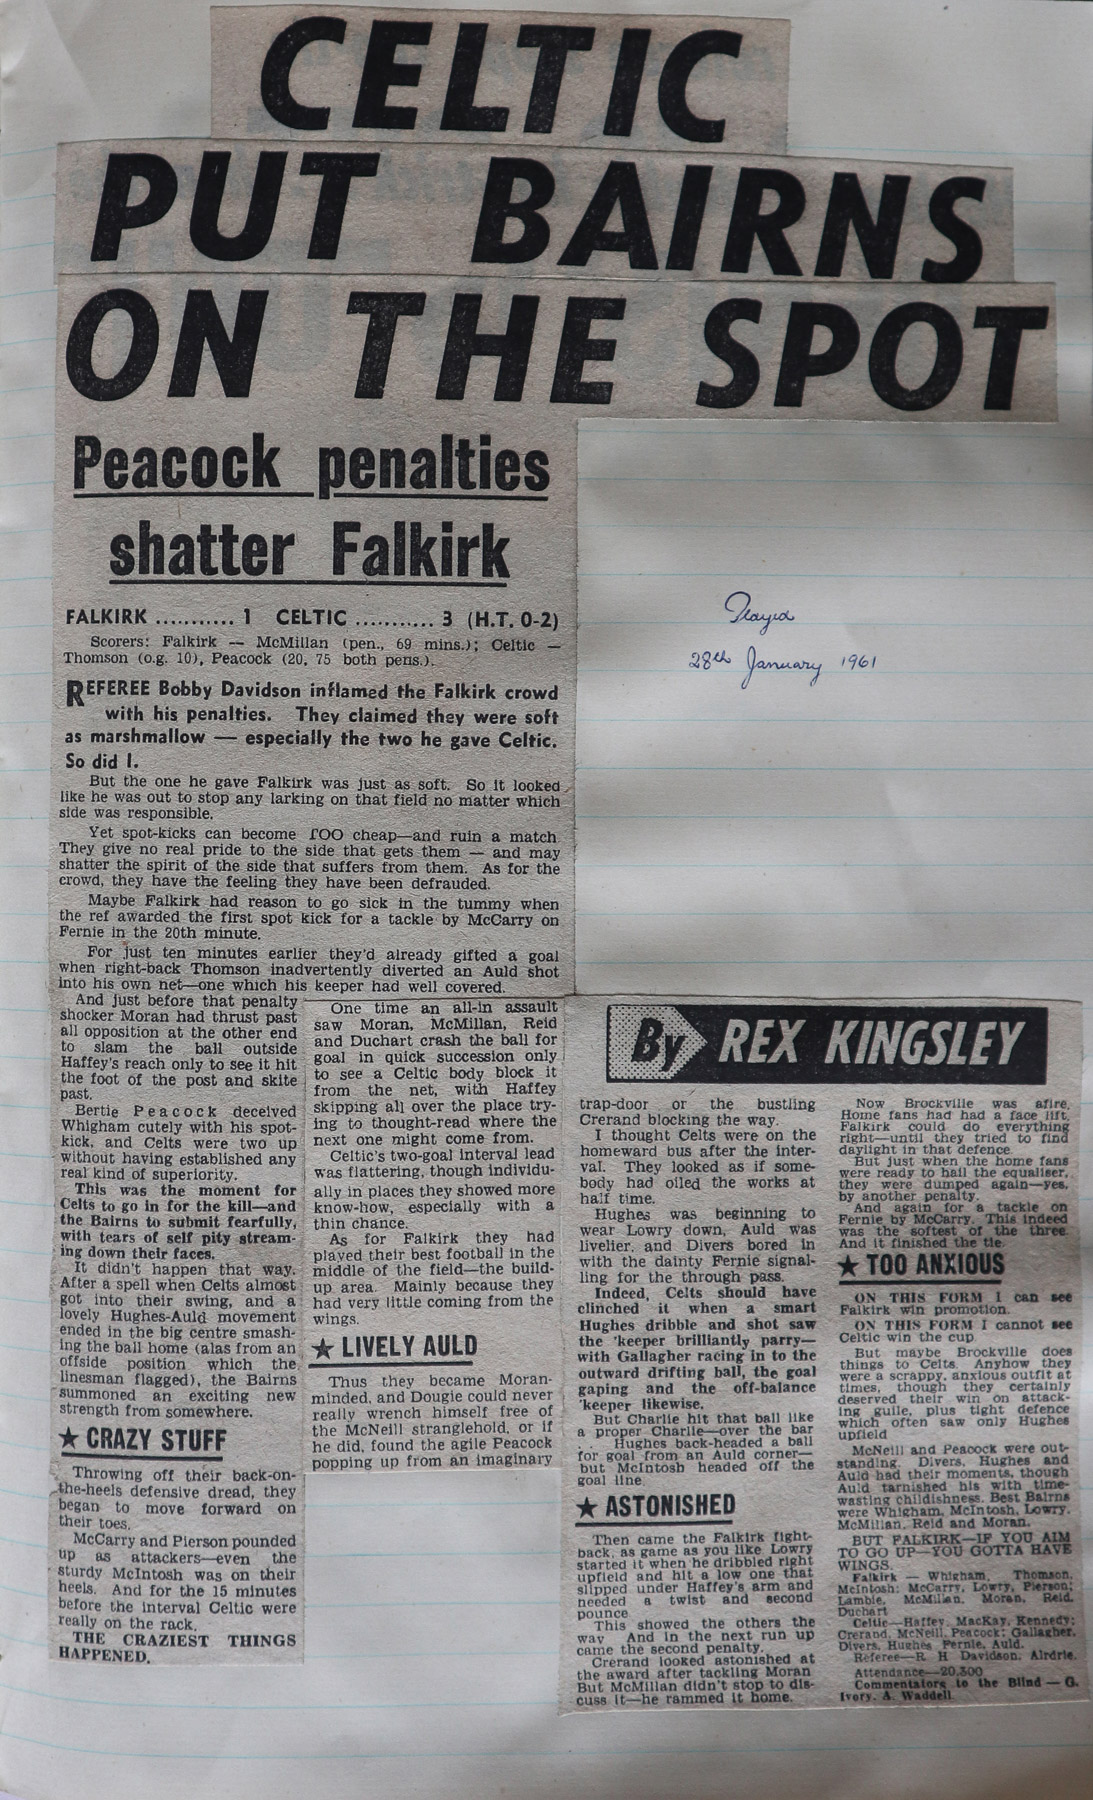 CELTIC
PUT BAIRNS
ON THE SPOT
Peacock penalties
shatter Falkirk
FALKIRK ........... 1 CELTIC ........... 3 (H.T. 0-2)
Scorers: Falkirk — McMillan (pen., 69 mins.); Celtic —
Thomson (o.g. 10), Peacock (20, 75 both pens.).
REFEREE Bobby Davidson inflamed the Falkirk crowd
with his penalties. They claimed they were soft
as marshmallow — especially the two he gave Celtic.
So did I.
But the one he gave Falkirk was just as soft. So it looked
like he was out to stop any larking on that field no matter which
side was responsible.
Yet spot-kicks can become TOO cheap—and ruin a match
They give no real pride to the side that gets them — and may
shatter the spirit of the side that suffers from them. As for the
crowd, they have the feeling they have been defrauded.
Maybe Falkirk had reason to go sick in the tummy when
the ref awarded the first spot kick for a tackle by McCarry on
Fernie in the 20th minute.
For just ten minutes earlier they'd already gifted a goal
when right-back Thomson inadvertently diverted an Auld shot
into his own net—one which his keeper had well covered.
And just before that penalty
shocker Moran had thrust past
all opposition at the other end
to slam the ball outside
Haffey's reach only to see it hit
the foot of the post and skite
past.
Bertie Peacock deceived
Whigham cutely with his spot-
kick, and Celts were two up
without having established any
real kind of superiority.
This was the moment for
Celts to go in for the kill—and
the Bairns to submit fearfully,
with tears of self pity stream-
ing down their faces.
It didn't happen that way.
After a spell when Celts almost
got into their swing, and a
lovely Hughes-Auld movement
ended in the big centre smash-
ing the ball home (alas from an
offside position which the
linesman flagged), the Bairns
summoned an exciting new
strength from somewhere.
★ CRAZY STUFF
Throwing off their back-on-
the-heels defensive dread, they
began to move forward on
their toes.
McCarry and Pierson pounded
up as attackers—even the
sturdy McIntosh was on their
heels. And for the 15 minutes
before the interval Celtic were
really on the rack.
THE CRAZIEST THINGS
HAPPENED.
One time an all-in assault
saw Moran, McMillan, Reid
and Duchart crash the ball for
goal in quick succession only
to see a Celtic body block it
from the net, with Haffey
skipping all over the place try-
ing to thought-read where the
next one might come from.
Celtic's two-goal interval lead
was flattering, though individu-
ally in places they showed more
know-how, especially with a
thin chance.
As for Falkirk they had
played their best football in the
middle of the field—the build-
up area. Mainly because they
had very little coming from the
wings.
★ LIVELY AULD
Thus they became Moran-
minded, and Dougie could never
really wrench himself free of
the McNeill stranglehold, or if
he did, found the agile Peacock
popping up from an imaginary
Played
28th January 1961
By REX KINGSLEY
trap-door or the bustling
Crerand blocking the way.
I thought Celts were on the
homeward bus after the inter-
val. They looked as if some-
body had oiled the works at
half time.
Hughes was beginning to
wear Lowry down, Auld was
livelier, and Divers bored in
with the dainty Fernie signal-
ling for the through pass.
Indeed, Celts should have
clinched it when a smart
Hughes dribble and shot saw
the 'keeper brilliantly parry—
with Gallagher racing in to the
outward drifting ball, the goal
gaping and the off-balance
'keeper likewise.
But Charlie hit that ball like
a proper Charlie—over the bar
. . Hughes back-headed a ball
for goal from an Auld corner—
but McIntosh headed off the
goal line
★ ASTONISHED
Then came the Falkirk fight-
back, as game as you like Lowry
started it when he dribbled right
upfield and hit a low one that
slipped under Haffey's arm and
needed a twist and second
pounce
This showed the others the
way And in the next run up
came the second penalty.
Crerand looked astonished at
the award after tackling Moran
But McMillan didn't stop to dis-
cuss it—he rammed it home.
Now Brockville was afire.
Home fans had had a face lift.
Falkirk could do everything
right—until they tried to find
daylight in that defence.
But just when the home fans
were ready to hail the equaliser,
they were dumped again—yes,
by another penalty.
And again for a tackle on
Fernie by McCarry. This indeed
was the softest of the three.
And it finished the tie.
★ TOO ANXIOUS
ON THIS FORM I can see
Falkirk win promotion.
ON THIS FORM I cannot see
Celtic win the cup
But maybe Brockville does
things to Celts. Anyhow they
were a scrappy, anxious outfit at
times, though they certainly
deserved their win on attack-
ing guile, plus tight defence
which often saw only Hughes
upfield
McNeill and Peacock were out-
standing. Divers, Hughes and
Auld had their moments, though
Auld tarnished his with time-
wasting childishness. Best Bairns
were Whigham, McIntosh, Lowry,
McMillan, Reid and Moran.
BUT FALKIRK—IF YOU AIM
TO GO UP—YOU GOTTA HAVE
WINGS.
Falkirk — Whigham, Thomson,
McIntosh; McCarry, Lowry, Pierson;
Lamble, McMillan, Moran, Reid,
Duchart
Celtic—Haffey, MacKay, Kennedy;
Crerand, McNeill, Peacock; Gallagher,
Divers, Hughes Fernie, Auld.
Referee—R H Davidson, Airdrie.
Attendance—20,300
Commentators to the Blind — G.
Ivory, A. Waddell